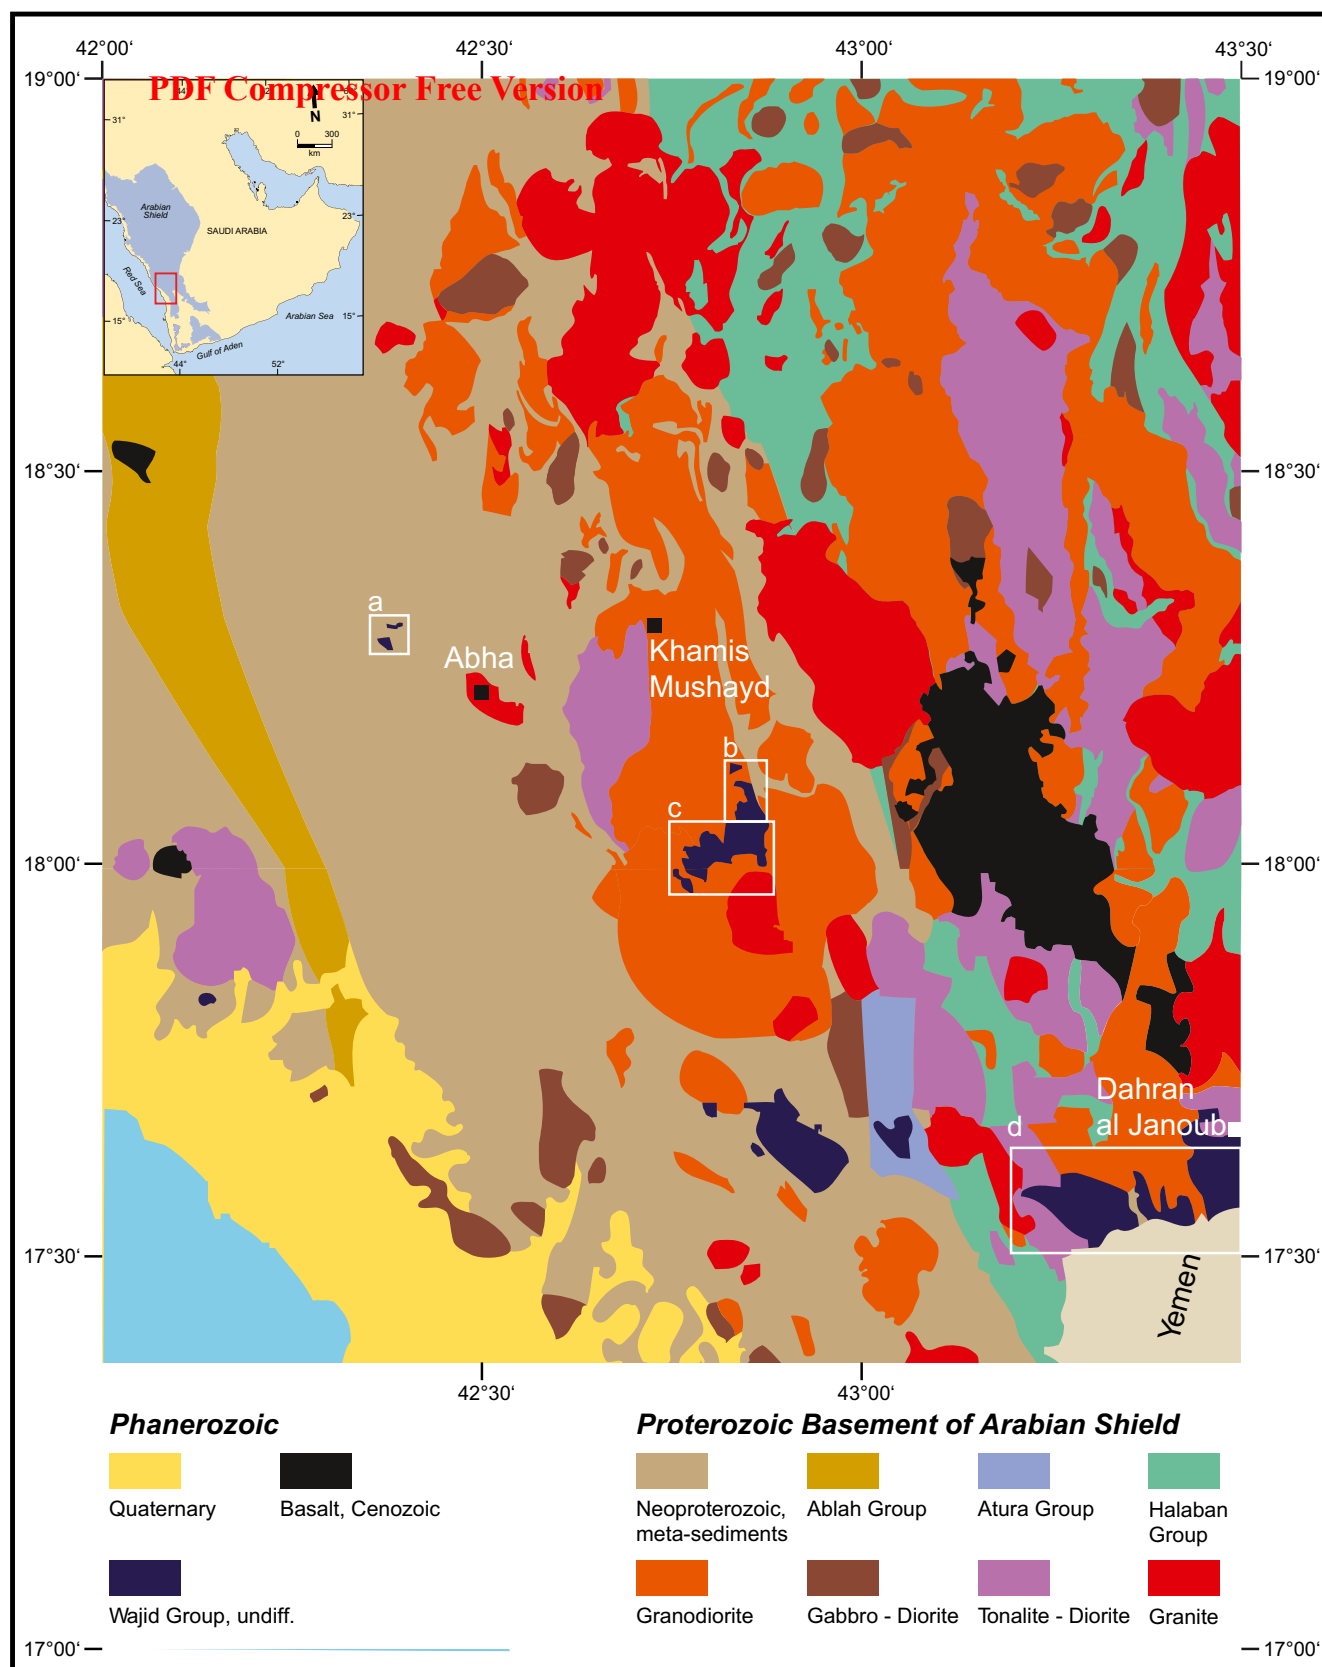 42°00‘ 42°30‘ 43°00‘ 43°30‘
19°00‘ 19°00‘
PDF Compressor Free Version
N
0 300
km
31° 31°
Arabian
Shield
23° 23°
SAUDI ARABIA
Red Sea
Arabian Sea
15° 15°
Gulf of Aden
44° 52°
18°30‘ 18°30‘
a
Abha
Khamis
Mushayd
b
c
18°00‘ 18°00‘
Dahran
al Janoub
d
17°30‘ 17°30‘
Yemen
42°30‘ 43°00‘
Phanerozoic
Quaternary
Basalt, Cenozoic
Wajid Group, undiff.
Proterozoic Basement of Arabian Shield
Neoproterozoic,
meta-sediments
Ablah Group
Atura Group
Halaban
Group
Granodiorite
Gabbro - Diorite
Tonalite - Diorite
Granite
17°00‘ 17°00‘